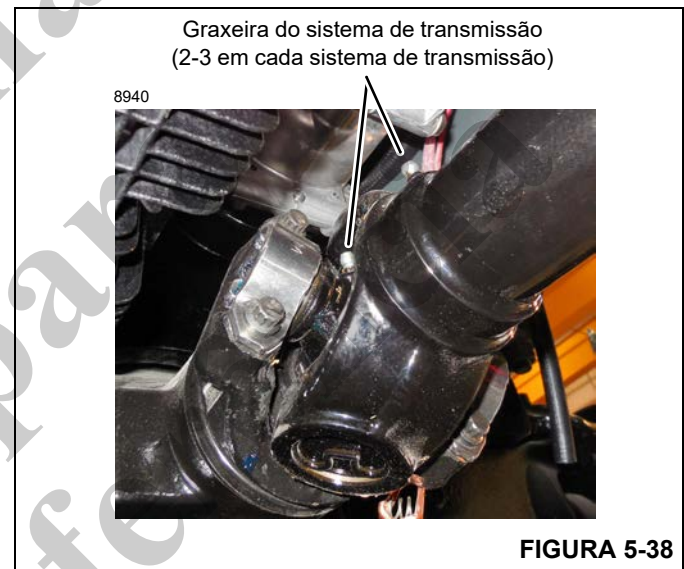 Graxeira do sistema de transmissão
(2-3 em cada sistema de transmissão)
8940
FIGURA 5-38